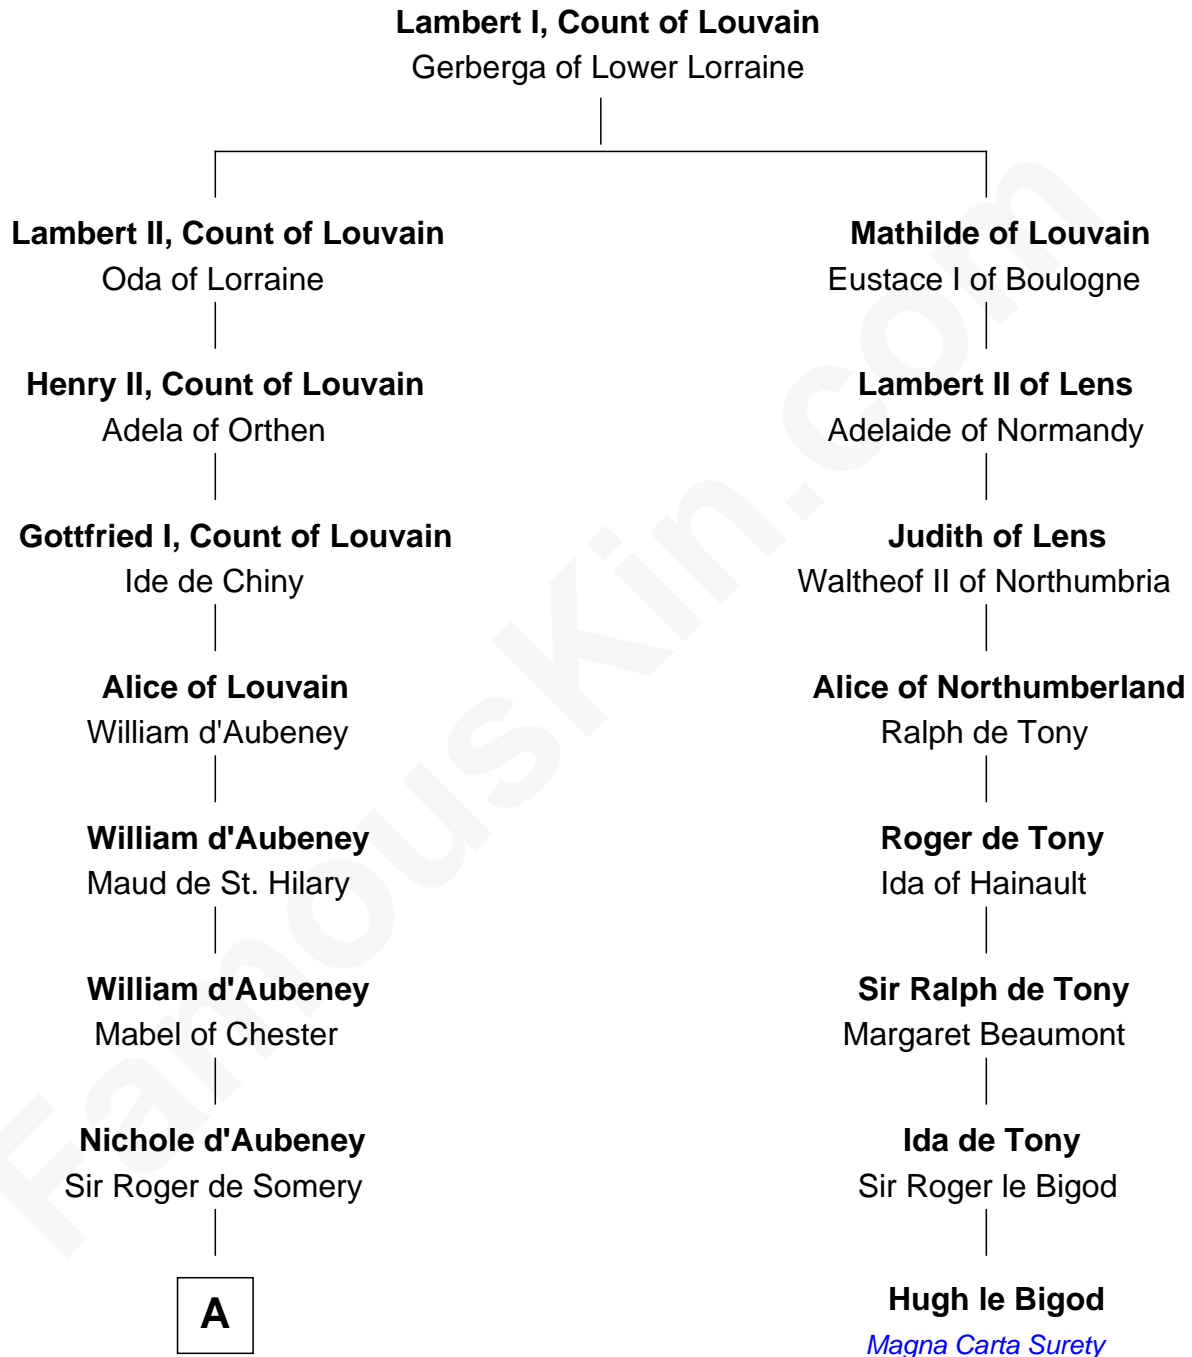 Lambert I, Count of Louvain
Gerberga of Lower Lorraine
Lambert II, Count of Louvain
Oda of Lorraine
Mathilde of Louvain
Eustace I of Boulogne
Henry II, Count of Louvain
Adela of Orthen
Lambert II of Lens
Adelaide of Normandy
Gottfried I, Count of Louvain
Ide de Chiny
Judith of Lens
Waltheof II of Northumbria
Alice of Louvain
William d'Aubeney
Alice of Northumberland
Ralph de Tony
William d'Aubeney
Maud de St. Hilary
Roger de Tony
Ida of Hainault
William d'Aubeney
Mabel of Chester
Sir Ralph de Tony
Margaret Beaumont
Nichole d'Aubeney
Sir Roger de Somery
Ida de Tony
Sir Roger le Bigod
A
Hugh le Bigod
Magna Carta Surety
FamousKin.com